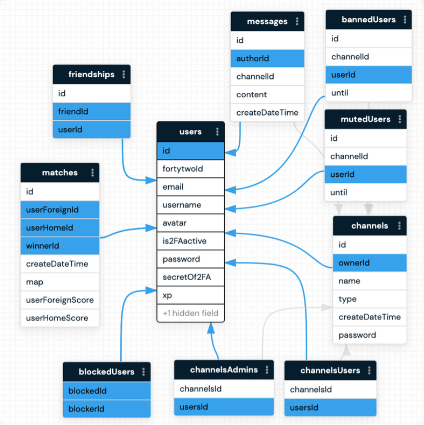 messages
id
authorId
channelId
content
createDateTime
bannedUsers
id
channelId
userId
until
friendships
id
friendId
userId
mutedUsers
id
channelId
userId
until
users
id
fortytwoId
email
username
avatar
is2FAactive
password
secretOf2FA
xp
+1 hidden field
matches
id
userForeignId
userHomeId
winnerId
createDateTime
map
userForeignScore
userHomeScore
channels
id
ownerId
name
type
createDateTime
password
blockedUsers
blockedId
blockerId
channelsAdmins
channelsId
usersId
channelsUsers
channelsId
usersId